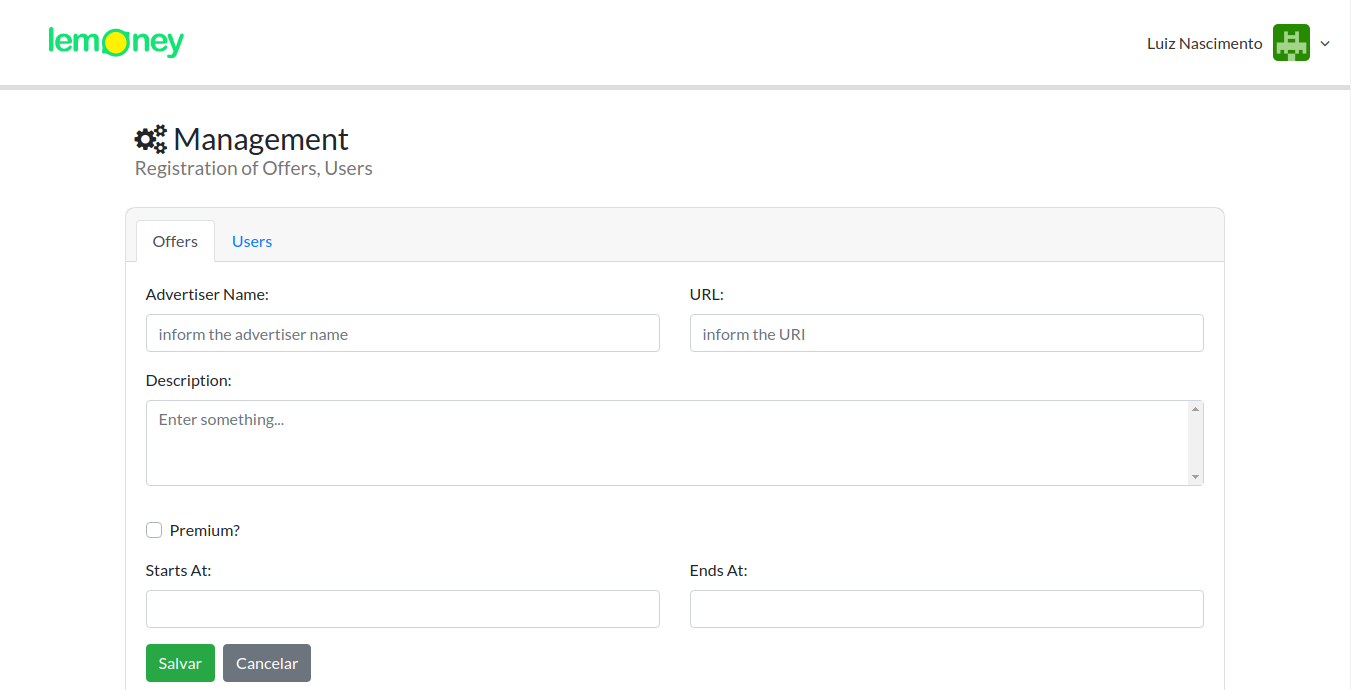 lemoney
Luiz Nascimento
Management
Registration of Offers, Users
Offers
Users
Advertiser Name:
URL:
inform the advertiser name
inform the URI
Description:
Enter something...
Premium?
Starts At:
Ends At:
Salvar
Cancelar